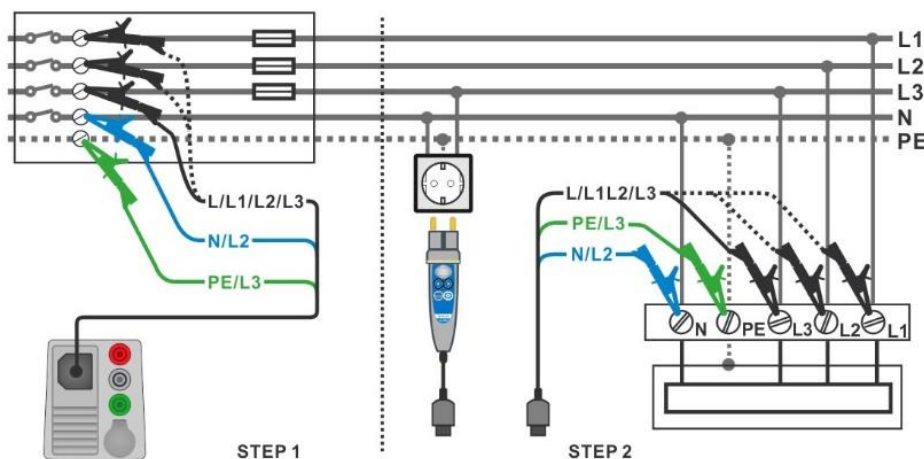 L1
L2
L3
N
PE
L/L1/L2/L3
N/L2
PE/L3
L/L1L2/L3
PE/L3
N/L2
N PE L3 L2 L1
STEP 1
STEP 2